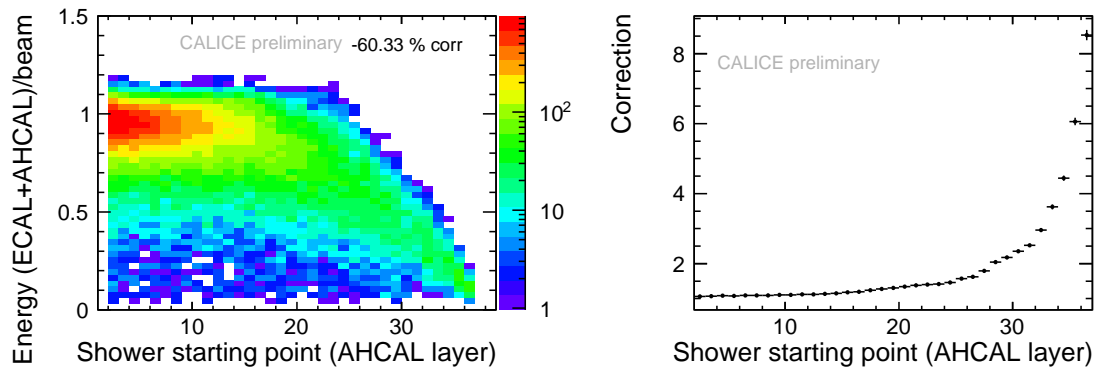 Energy (ECAL+AHCAL)/beam
1.5
1
0.5
0
CALICE preliminary -60.33 % corr
10²
10
1
10 20 30
Shower starting point (AHCAL layer)
Correction
8
6
4
2
CALICE preliminary
10 20 30
Shower starting point (AHCAL layer)